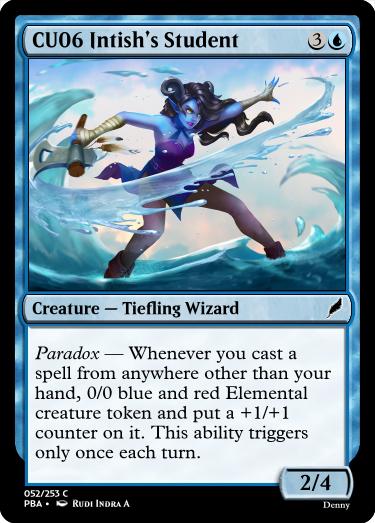 CU06 Intish's Student 3
Creature — Tiefling Wizard
Paradox — Whenever you cast a
spell from anywhere other than your
hand, 0/0 blue and red Elemental
creature token and put a +1/+1
counter on it. This ability triggers
only once each turn.
2/4
052/253 C
PBA • Rudi Indra A
Denny